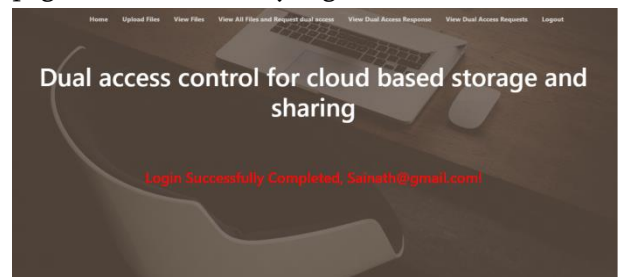 Home Upload Files View Files View All Files and Request dual access View Dual Access Response View Dual Access Requests Logout
Dual access control for cloud based storage and
sharing
Login Successfully Completed, Sainath@gmail.com!